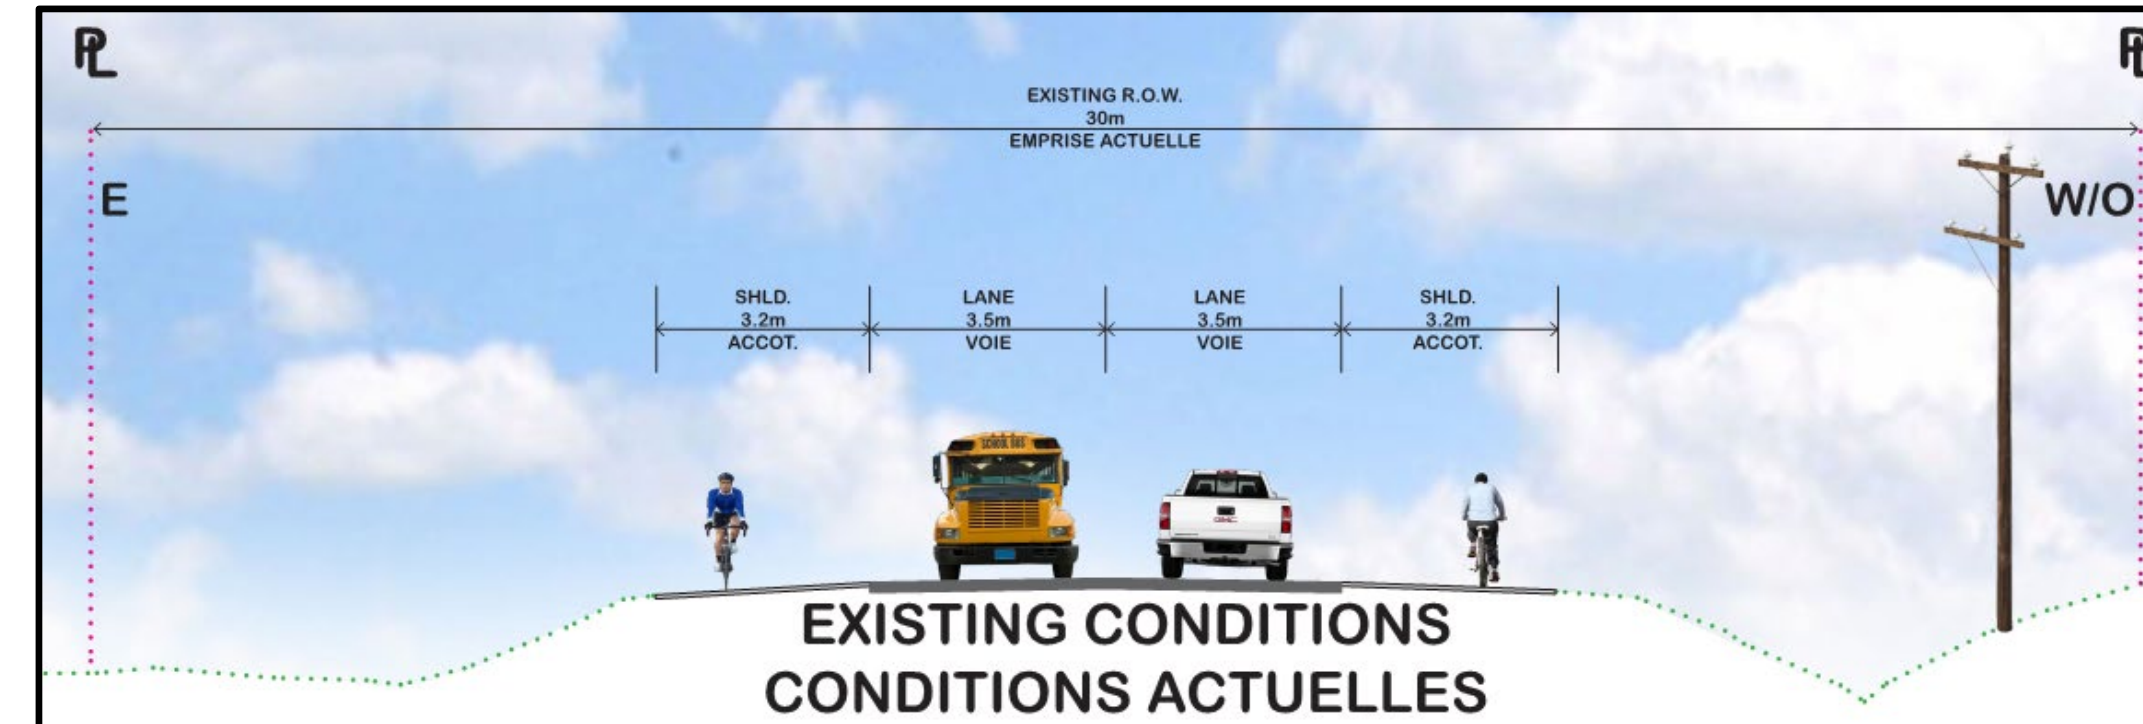 PL
PL
EXISTING R.O.W.
30m
EMPRISE ACTUELLE
E
W/O
SHLD.
3.2m
ACCOT.
LANE
3.5m
VOIE
LANE
3.5m
VOIE
SHLD.
3.2m
ACCOT.
SCHOOL BUS
GMC
EXISTING CONDITIONS
CONDITIONS ACTUELLES